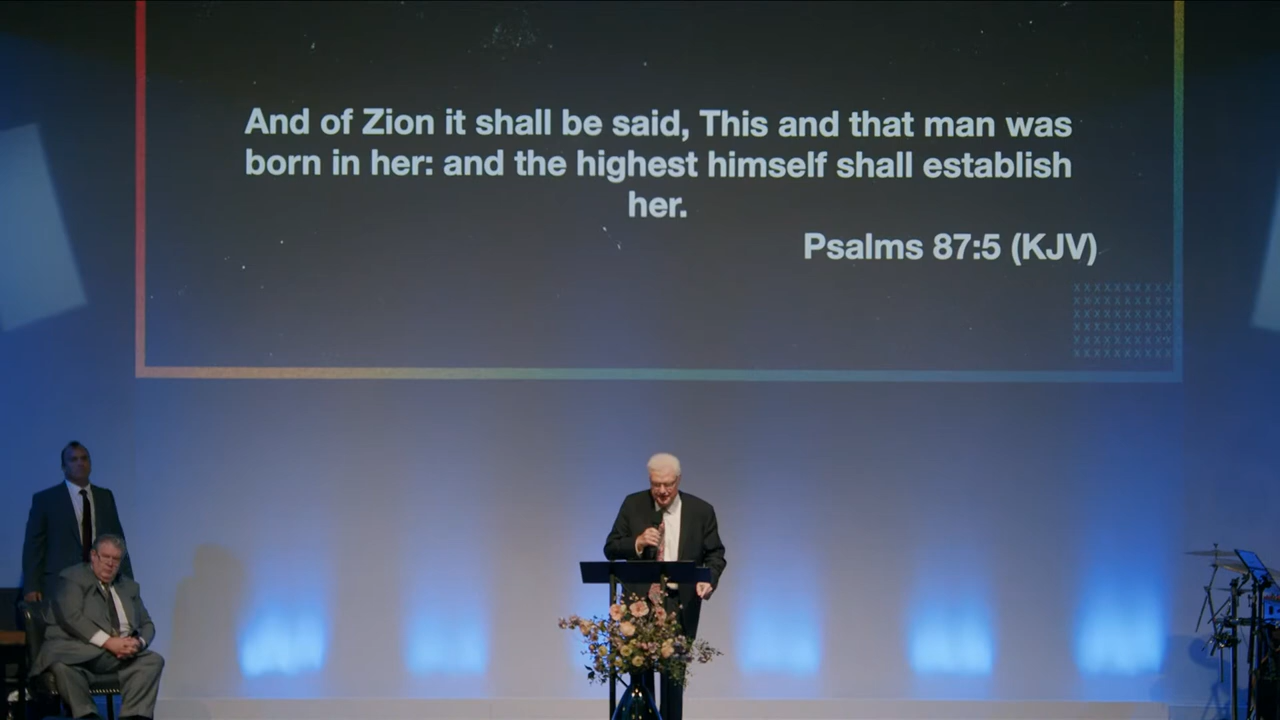 And of Zion it shall be said, This and that man was
born in her: and the highest himself shall establish
her.
Psalms 87:5 (KJV)